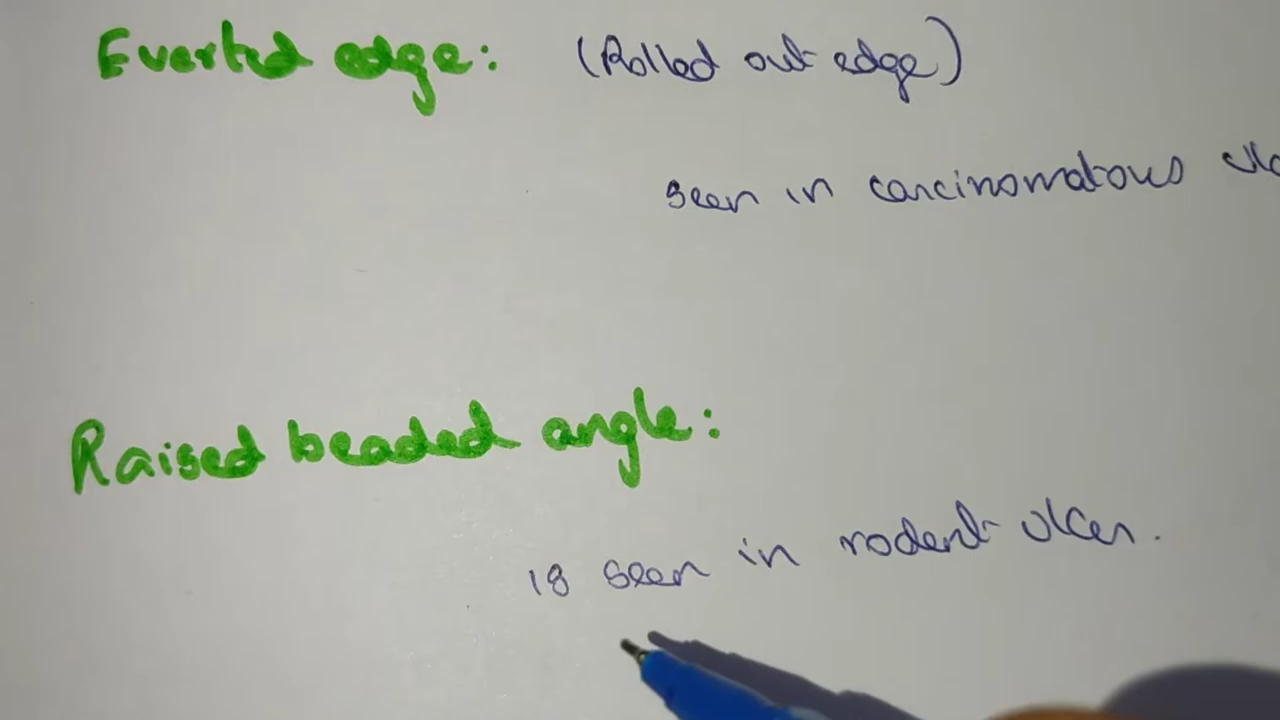 Everted edge: (Rolled out edge)
seen in carcinomatous
Raised beaded angle:
is seen in rodent ulcer.